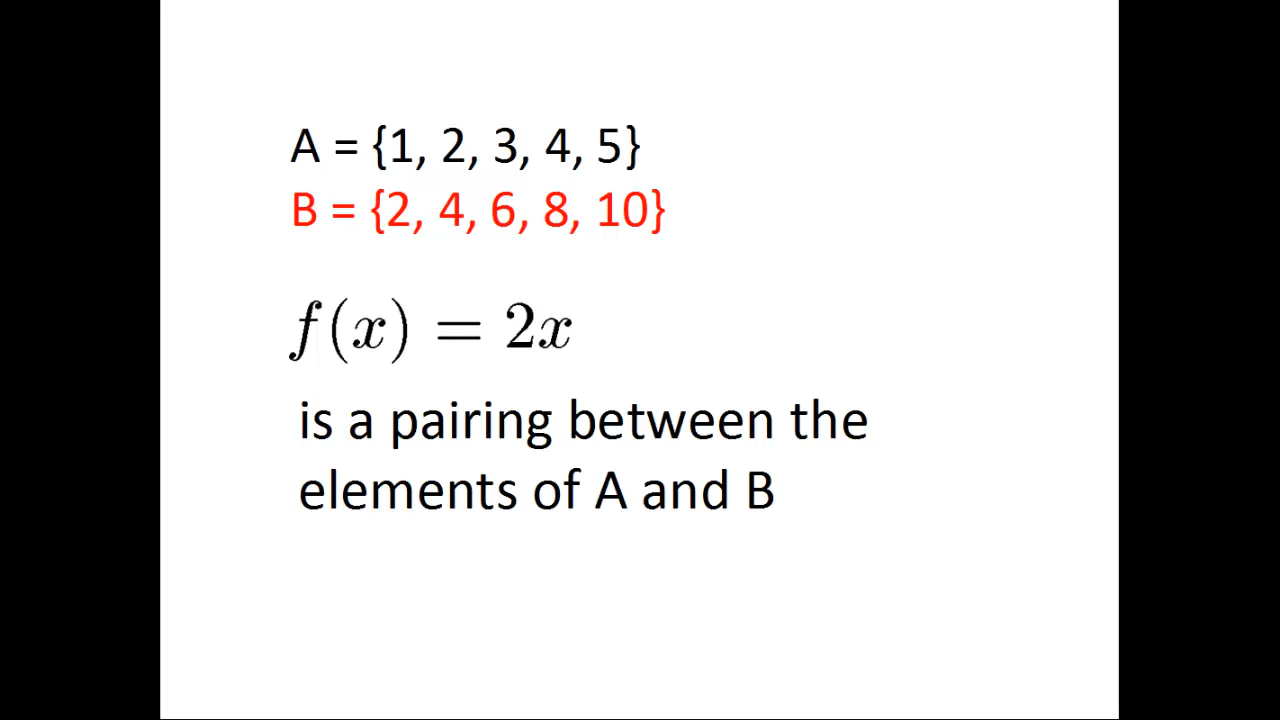 A = {1, 2, 3, 4, 5}
B = {2, 4, 6, 8, 10}
f(x) = 2x
is a pairing between the
elements of A and B